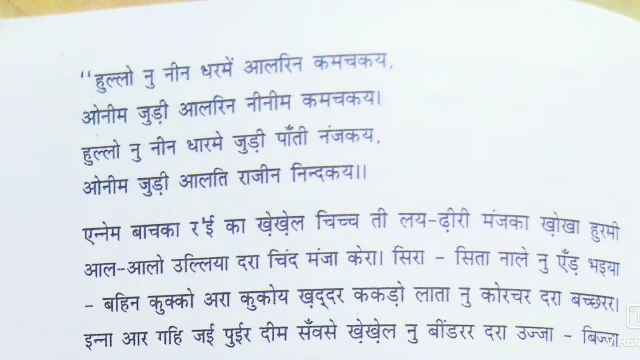 “हुल्लो नु नीन धरमें आलरिन कमचकय,
ओनीम जुड़ी आलरिन नीनीम कमचकय।
हुल्लो नु नीन धारमे जुड़ी पाँती नंजकय,
ओनीम जुड़ी आलति राजीन निन्दकय।।
एन्नेम बाचका र'ई का खे़खे़ल चिच्च ती लय-ढ़ीरी मंजका ख़ोखा हुरमी
आल-आलो उल्लिया दरा चिंद मंजा केरा। सिरा - सिता नाले नु एँड़ भइया
- बहिन कुक्को अरा कुकोय ख़द्दर ककड़ो लाता नु कोरचर दरा बच्छरर।
इन्ना आर गहि जई पुईर दीम सँवसे खे़खे़ल नु बींडरर दरा उज्जा - बिज्जा